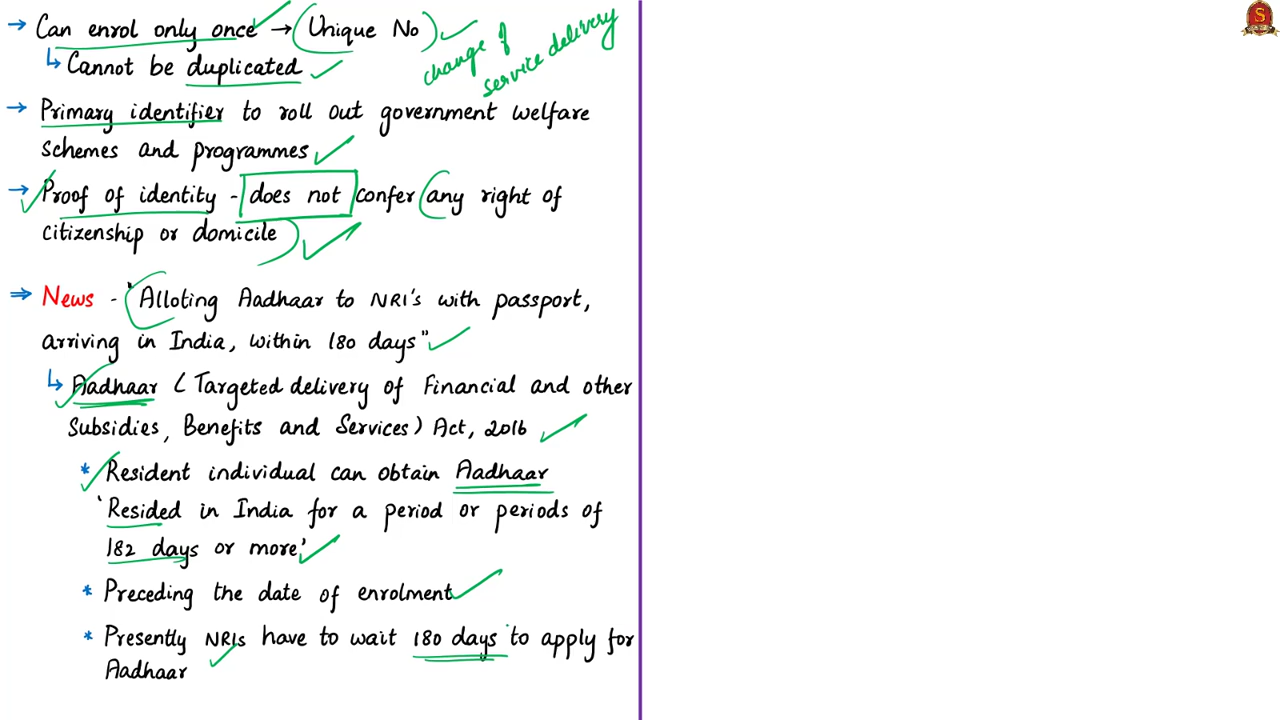 → Can enrol only once → (Unique No)
change of
service delivery
↳ Cannot be duplicated
→ Primary identifier to roll out government welfare
schemes and programmes
→ Proof of identity - does not confer any right of
citizenship or domicile
⇒ News - "Alloting Aadhaar to NRI's with passport,
arriving in India, within 180 days"
↳ Aadhaar (Targeted delivery of Financial and other
Subsidies, Benefits and Services) Act, 2016
* Resident individual can obtain Aadhaar
'Resided in India for a period or periods of
182 days or more'
* Preceding the date of enrolment
* Presently NRIs have to wait 180 days to apply for
Aadhaar
S